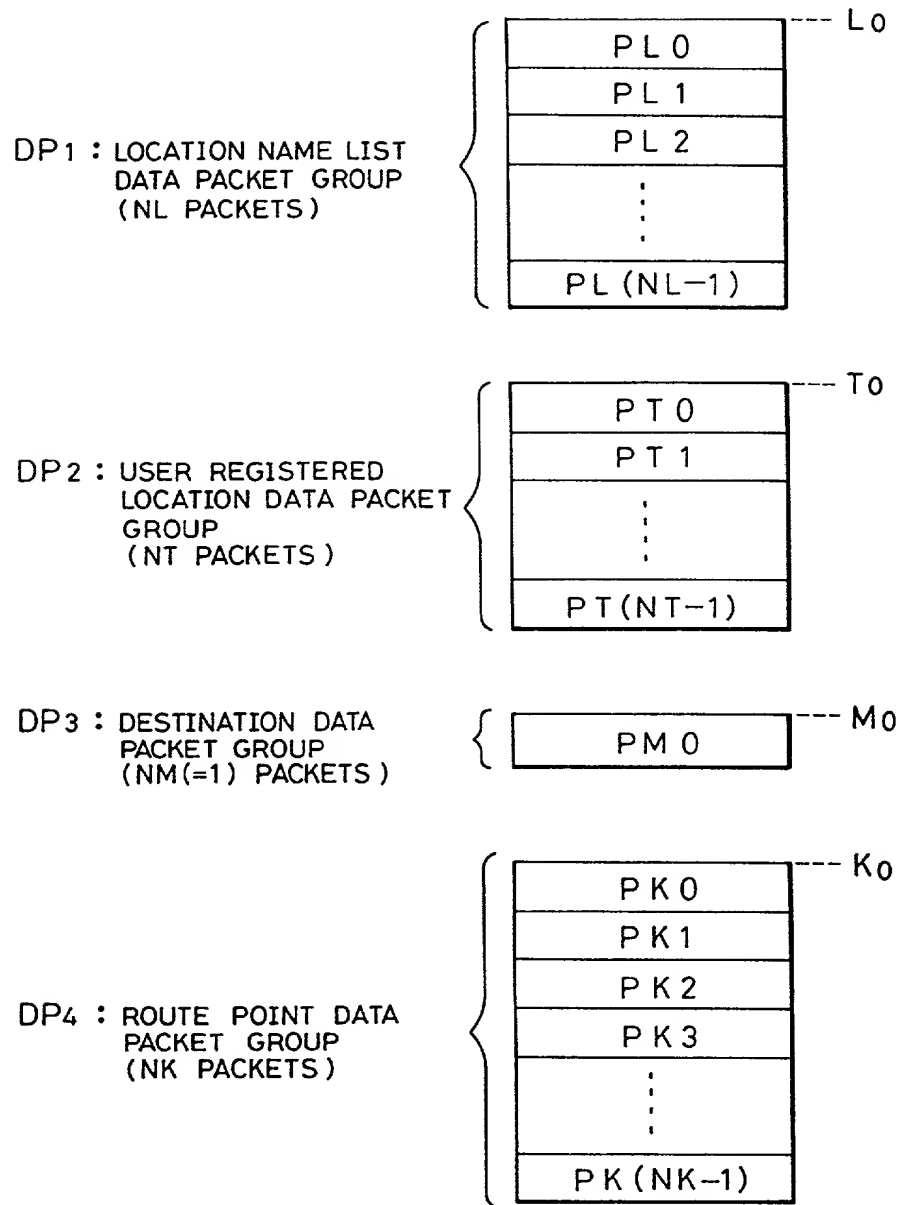 L0
PL0
PL1
PL2
PL(NL-1)
DP1 : LOCATION NAME LIST
DATA PACKET GROUP
(NL PACKETS)
T0
PT0
PT1
PT(NT-1)
DP2 : USER REGISTERED
LOCATION DATA PACKET
GROUP
(NT PACKETS)
M0
PM0
DP3 : DESTINATION DATA
PACKET GROUP
(NM(=1) PACKETS)
K0
PK0
PK1
PK2
PK3
PK(NK-1)
DP4 : ROUTE POINT DATA
PACKET GROUP
(NK PACKETS)